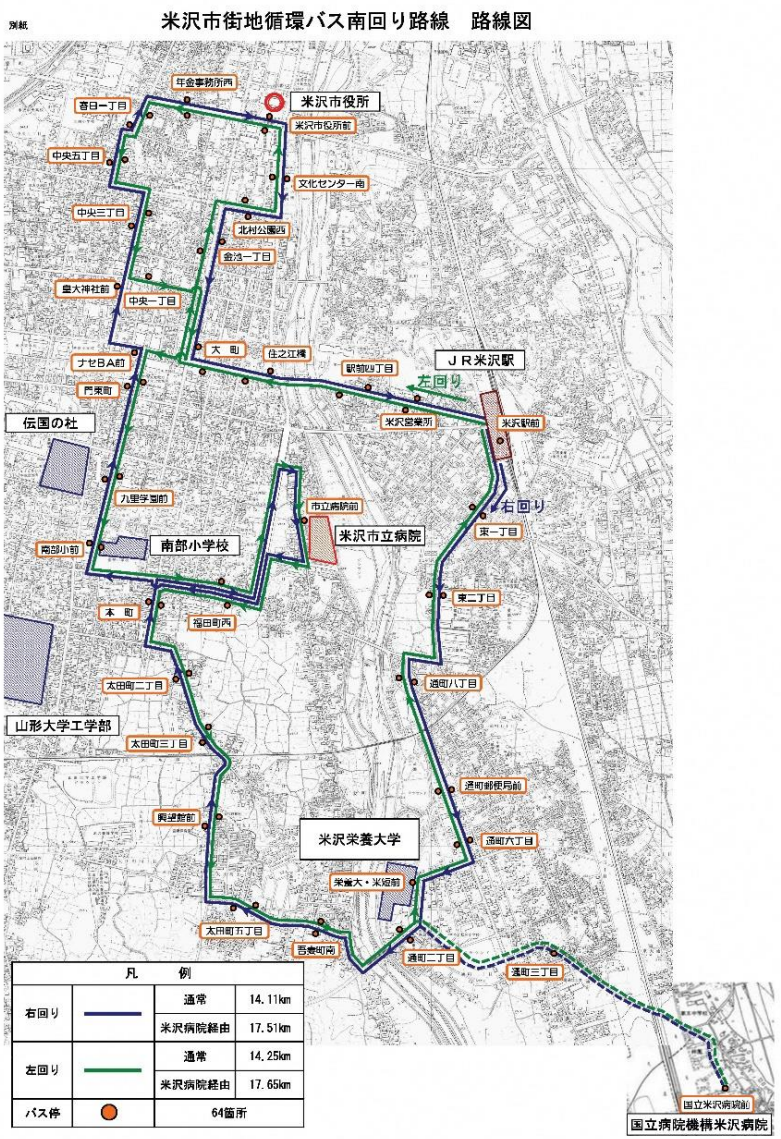 別紙
米沢市街地循環バス南回り路線 路線図
年金事務所西
米沢市役所
春日一丁目
米沢市役所前
中央五丁目
文化センター南
中央三丁目
北村公園西
金池一丁目
皇大神社前
中央一丁目
大町
住之江橋
ナセBA前
駅前四丁目
JR米沢駅
左回り
門東町
米沢営業所
米沢駅前
伝国の杜
九里学園前
市立病院前
右回り
米沢市立病院
東一丁目
南部小前
南部小学校
本町
福田町西
東二丁目
太田町二丁目
通町八丁目
山形大学工学部
太田町三丁目
通町郵便局前
興望館前
米沢栄養大学
通町六丁目
栄養大・米短前
太田町五丁目
吾妻町南
通町二丁目
通町三丁目
凡例
右回り 通常 14.11km
米沢病院経由 17.51km
左回り 通常 14.25km
米沢病院経由 17.65km
バス停 64箇所
国立米沢病院前
国立病院機構米沢病院